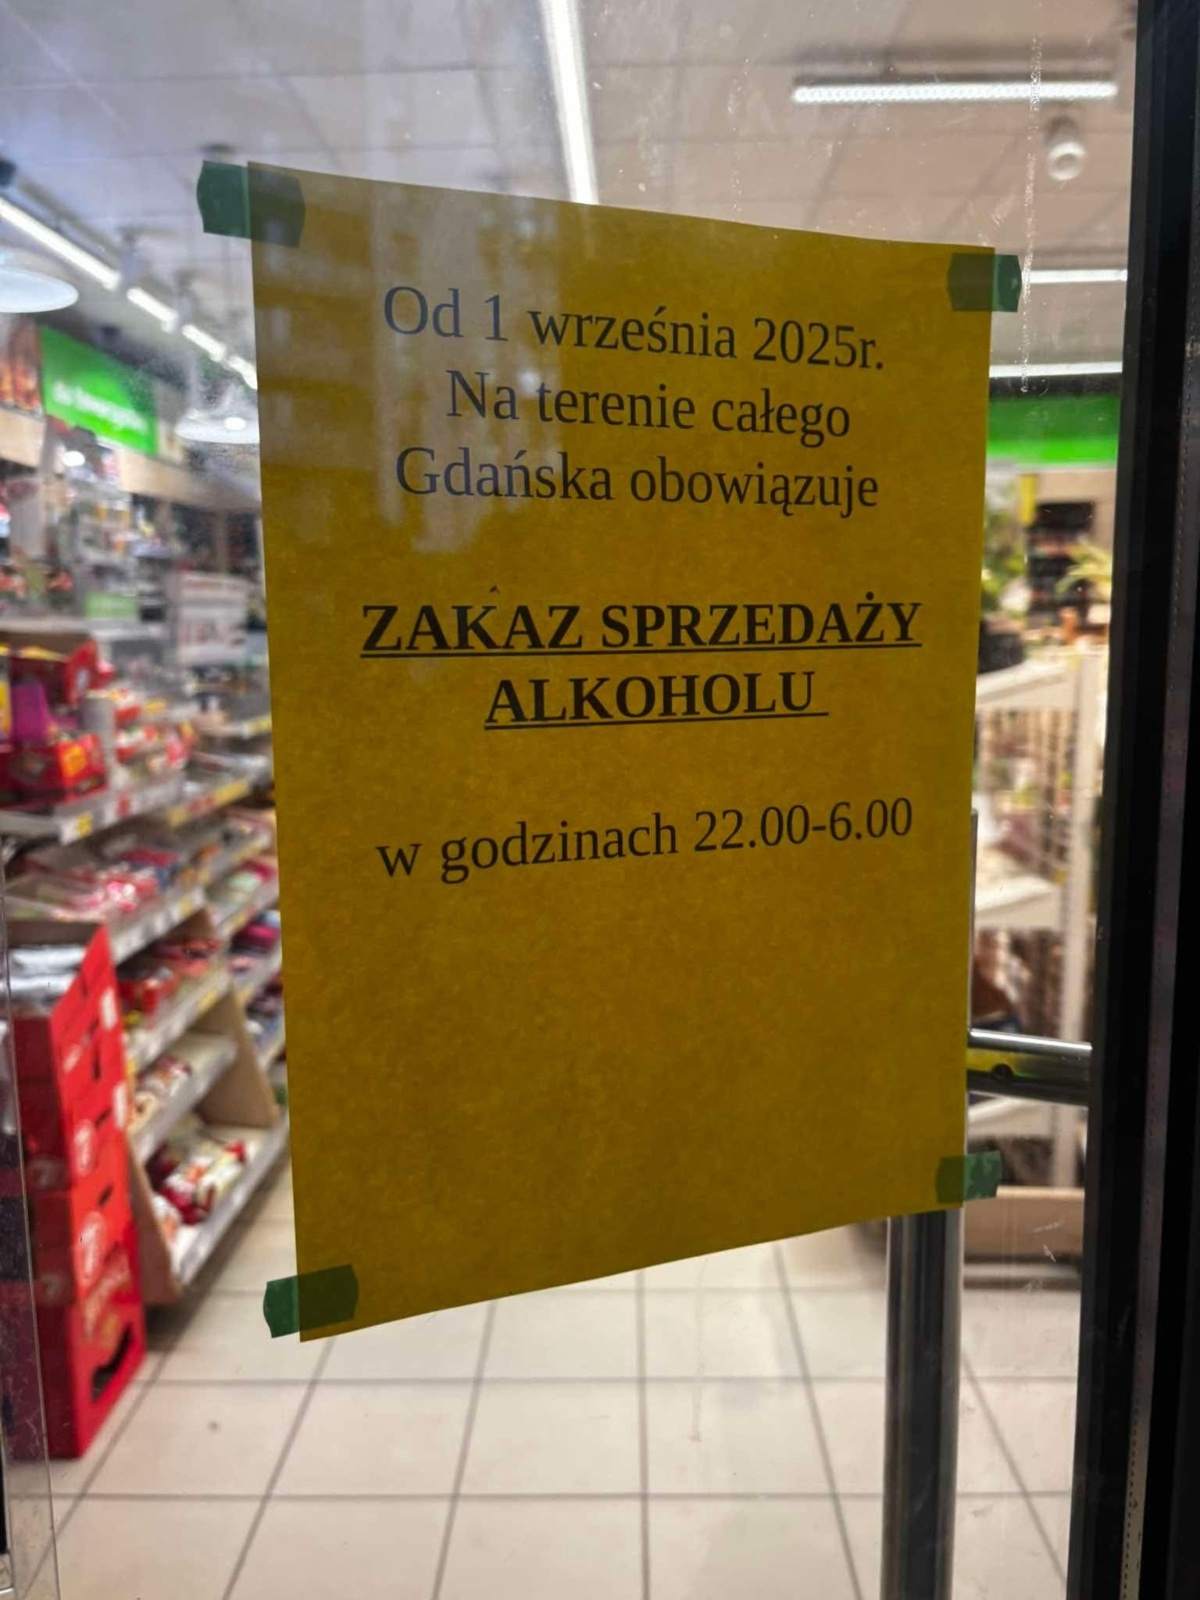 Od 1 września 2025r.
Na terenie całego
Gdańska obowiązuje
ZAKAZ SPRZEDAŻY
ALKOHOLU
w godzinach 22.00-6.00